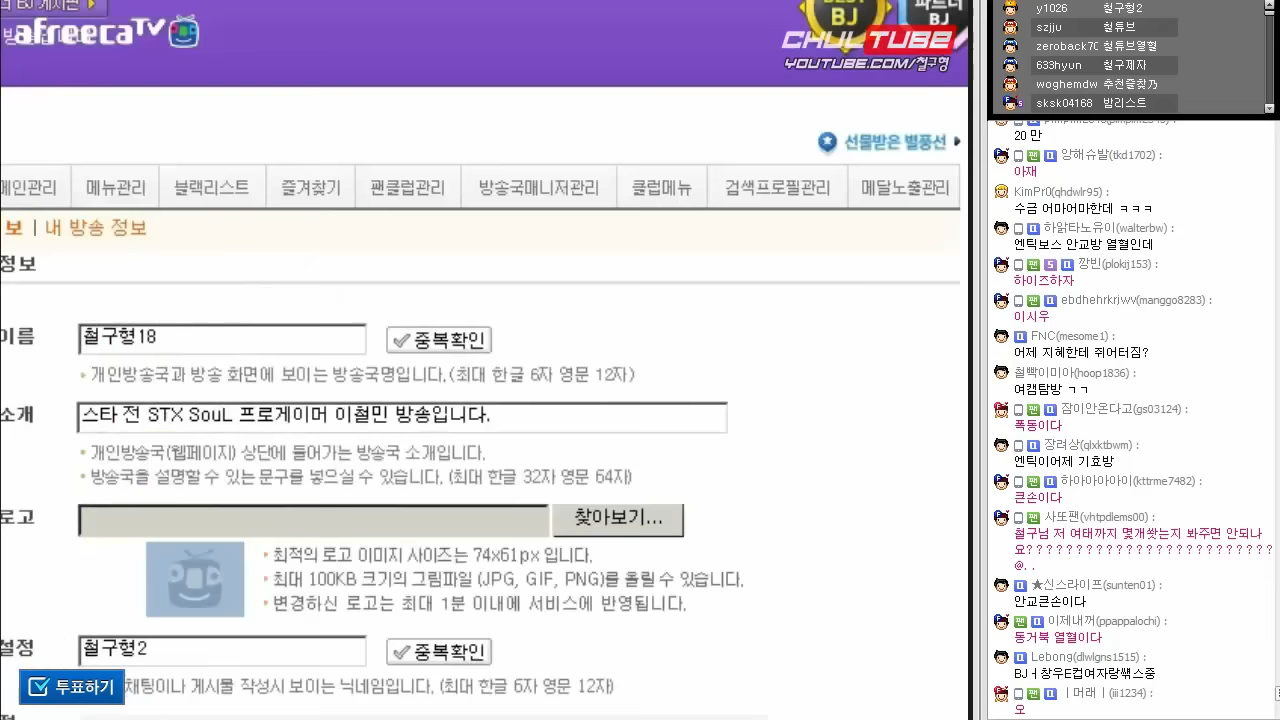 BJ 게시판
afreecaTV
BEST BJ
파트너 BJ
CHULTUBE
YOUTUBE.COM/철구형
선물받은 별풍선
메인관리 메뉴관리 블랙리스트 즐겨찾기 팬클럽관리 방송국매니저관리 클럽메뉴 검색프로필관리 메달노출관리
보 | 내 방송 정보
정보
이름 철구형18 중복확인
개인방송국과 방송 화면에 보이는 방송국명입니다.(최대 한글 6자 영문 12자)
소개 스타 전 STX SouL 프로게이머 이철민 방송입니다.
개인방송국(웹페이지) 상단에 들어가는 방송국 소개입니다.
방송국을 설명할 수 있는 문구를 넣으실 수 있습니다. (최대 한글 32자 영문 64자)
로고 찾아보기...
최적의 로고 이미지 사이즈는 74x61px 입니다.
최대 100KB 크기의 그림파일 (JPG, GIF, PNG)를 올릴 수 있습니다.
변경하신 로고는 최대 1분 이내에 서비스에 반영됩니다.
설정 철구형2 중복확인
투표하기
채팅이나 게시물 작성시 보이는 닉네임입니다. (최대 한글 6자 영문 12자)
y1026 철구형2
szjju 철튜브
zeroback70 철튜브열혈
633hyun 철구제자
woghemdw 추천즐찾乃
sksk04168 밤리스트
20 만
앙해슈발(tkd1702) :
아재
KimPr0(qhdwlr95) :
수금 어마어마한데 ㅋㅋㅋ
하앍타노유이(walterbw) :
엔틱보스 안교방 열혈인데
깡빈(plokij153) :
하이즈하자
ebdhehrkrjwv(manggo8283) :
이시우
FNC(mesome1) :
어제 지혜한테 쥐어터짐?
철빡이미아(hoop1836) :
여캠탐방 ㄱㄱ
잠이안온다고(gs03124) :
폭동이다
장려상(qlxktbwm) :
엔틱이어제 기효방
하아마아마이(kttrme7482) :
큰손이다
사또팬(vhtpdlems00) :
철구님 저 여태까지 몇개쐇는지 봐주면 안되나
요????????????????????????
@. .
★신스라이프(sunten01) :
안교큰손이다
이제내꺼(ppappalochi) :
동거북 열혈이다
Lebong(dlwlgns1515) :
BJㅓ창우E컵여자랑쌖스중
ㅣ머래ㅣ(iii1234) :
오